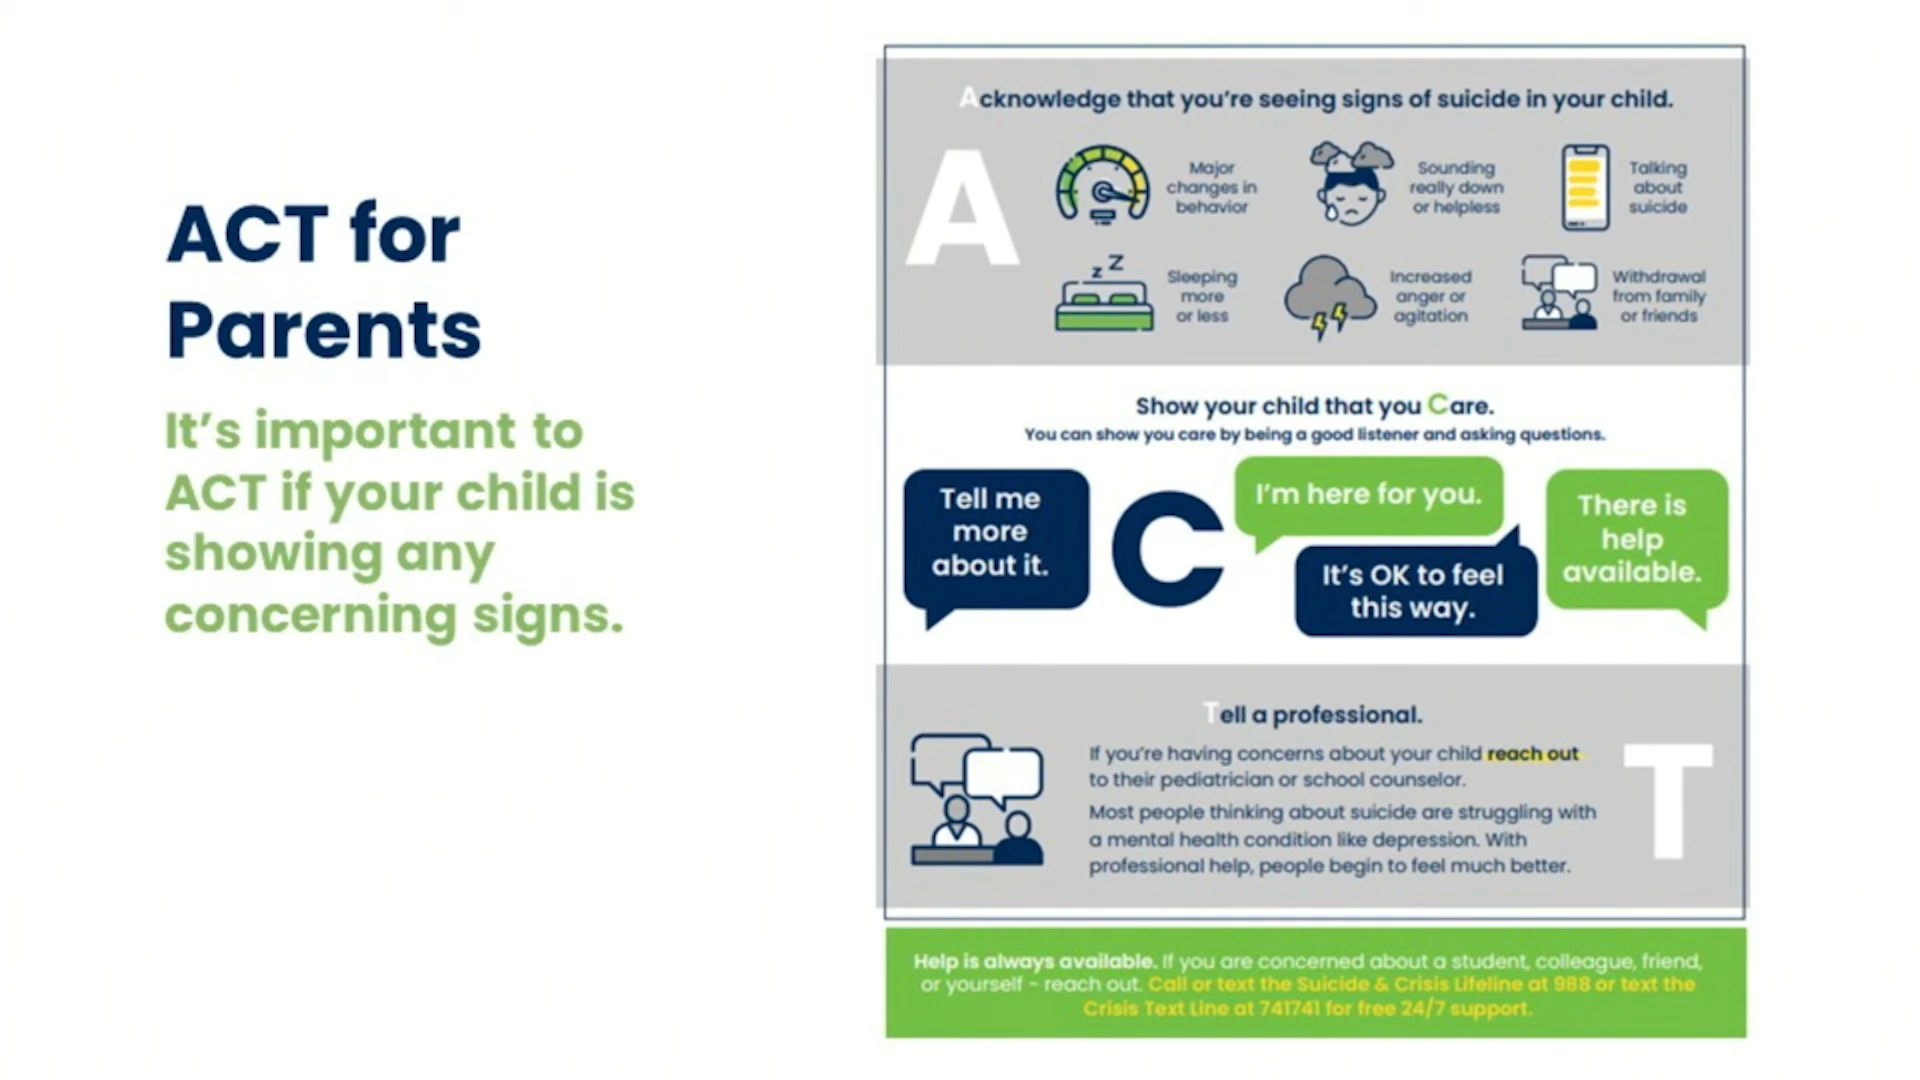 ACT for
Parents
It's important to
ACT if your child is
showing any
concerning signs.
Acknowledge that you're seeing signs of suicide in your child.
A
Major
changes in
behavior
Sounding
really down
or helpless
Talking
about
suicide
Z Z
Sleeping
more
or less
Increased
anger or
agitation
Withdrawal
from family
or friends
Show your child that you Care.
You can show you care by being a good listener and asking questions.
Tell me
more
about it.
C
I'm here for you.
It's OK to feel
this way.
There is
help
available.
Tell a professional.
If you're having concerns about your child reach out
to their pediatrician or school counselor.
Most people thinking about suicide are struggling with
a mental health condition like depression. With
professional help, people begin to feel much better.
T
Help is always available. If you are concerned about a student, colleague, friend,
or yourself - reach out. Call or text the Suicide & Crisis Lifeline at 988 or text the
Crisis Text Line at 741741 for free 24/7 support.